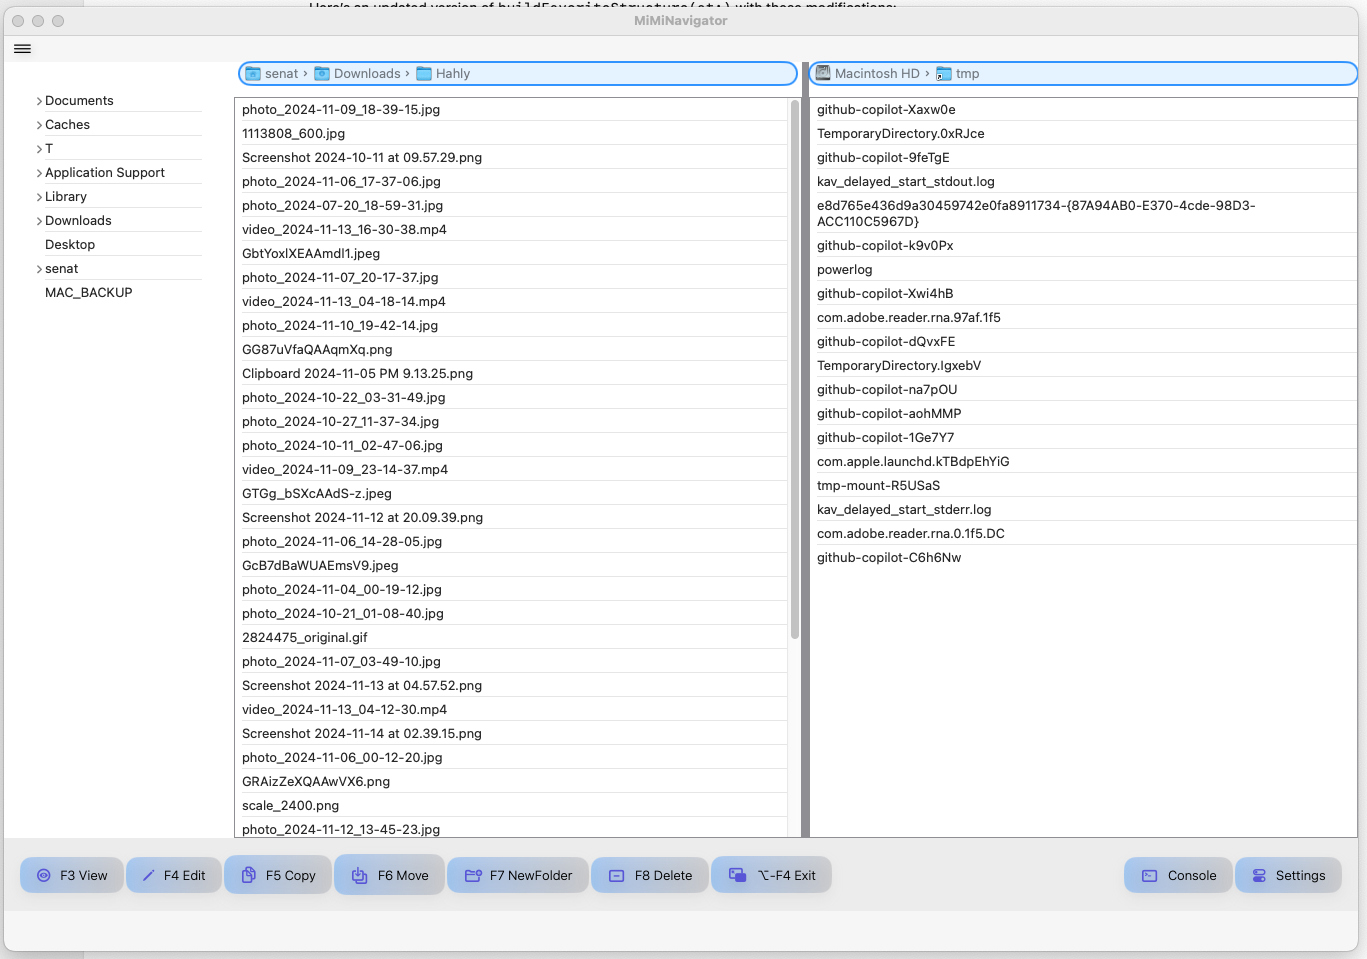 Here's an updated version of buildFavoriteStructure(at:) with these modifications:
MiMiNavigator
senat › Downloads › Hahly
Macintosh HD › tmp
Documents
Caches
T
Application Support
Library
Downloads
Desktop
senat
MAC_BACKUP
photo_2024-11-09_18-39-15.jpg
1113808_600.jpg
Screenshot 2024-10-11 at 09.57.29.png
photo_2024-11-06_17-37-06.jpg
photo_2024-07-20_18-59-31.jpg
video_2024-11-13_16-30-38.mp4
GbtYoxlXEAAmdl1.jpeg
photo_2024-11-07_20-17-37.jpg
video_2024-11-13_04-18-14.mp4
photo_2024-11-10_19-42-14.jpg
GG87uVfaQAAqmXq.png
Clipboard 2024-11-05 PM 9.13.25.png
photo_2024-10-22_03-31-49.jpg
photo_2024-10-27_11-37-34.jpg
photo_2024-10-11_02-47-06.jpg
video_2024-11-09_23-14-37.mp4
GTGg_bSXcAAdS-z.jpeg
Screenshot 2024-11-12 at 20.09.39.png
photo_2024-11-06_14-28-05.jpg
GcB7dBaWUAEmsV9.jpeg
photo_2024-11-04_00-19-12.jpg
photo_2024-10-21_01-08-40.jpg
2824475_original.gif
photo_2024-11-07_03-49-10.jpg
Screenshot 2024-11-13 at 04.57.52.png
video_2024-11-13_04-12-30.mp4
Screenshot 2024-11-14 at 02.39.15.png
photo_2024-11-06_00-12-20.jpg
GRAizZeXQAAwVX6.png
scale_2400.png
photo_2024-11-12_13-45-23.jpg
github-copilot-Xaxw0e
TemporaryDirectory.0xRJce
github-copilot-9feTgE
kav_delayed_start_stdout.log
e8d765e436d9a30459742e0fa8911734-{87A94AB0-E370-4cde-98D3-
ACC110C5967D}
github-copilot-k9v0Px
powerlog
github-copilot-Xwi4hB
com.adobe.reader.rna.97af.1f5
github-copilot-dQvxFE
TemporaryDirectory.IgxebV
github-copilot-na7pOU
github-copilot-aohMMP
github-copilot-1Ge7Y7
com.apple.launchd.kTBdpEhYiG
tmp-mount-R5USaS
kav_delayed_start_stderr.log
com.adobe.reader.rna.0.1f5.DC
github-copilot-C6h6Nw
F3 View
F4 Edit
F5 Copy
F6 Move
F7 NewFolder
F8 Delete
⌥-F4 Exit
Console
Settings